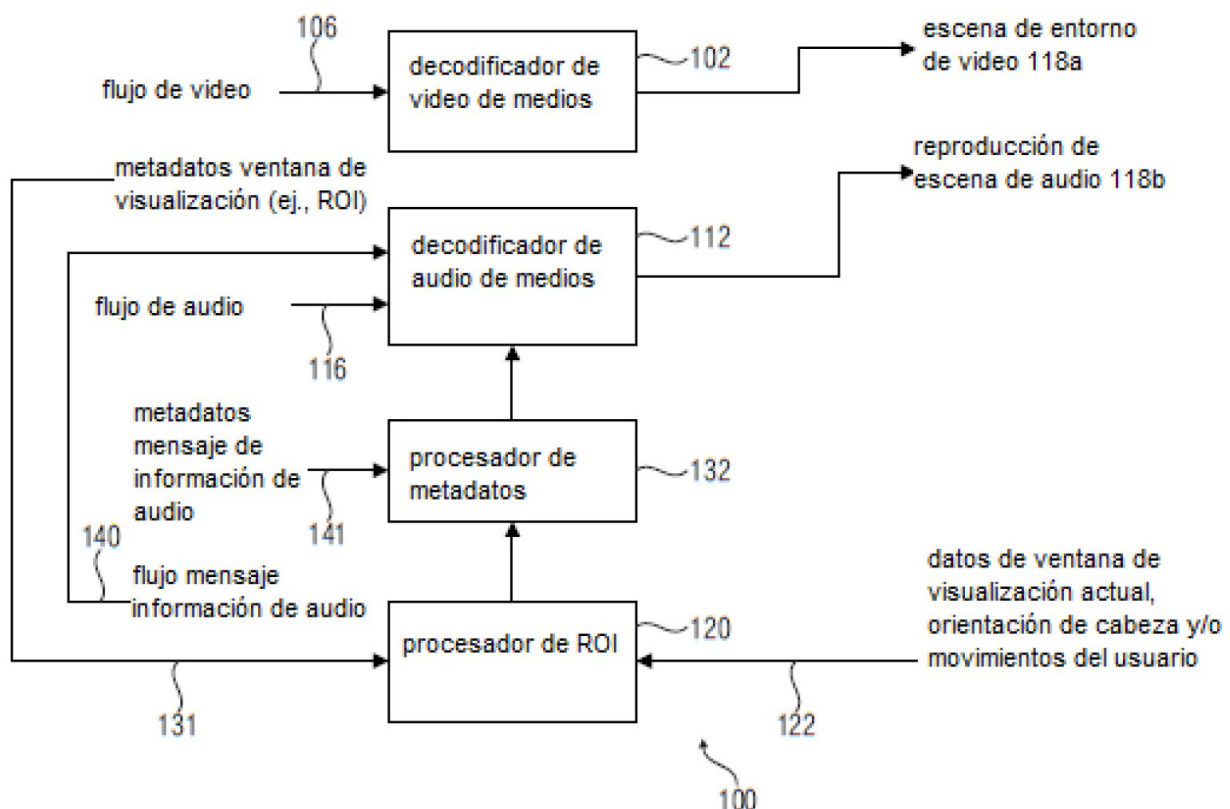 106
flujo de video
decodificador de
video de medios
102
escena de entorno
de video 118a
metadatos ventana de
visualización (ej., ROI)
reproducción de
escena de audio 118b
decodificador de
audio de medios
112
flujo de audio
116
metadatos
mensaje de
información de
audio
141
procesador de
metadatos
132
140
flujo mensaje
información de audio
procesador de ROI
120
datos de ventana de
visualización actual,
orientación de cabeza y/o
movimientos del usuario
131
122
100